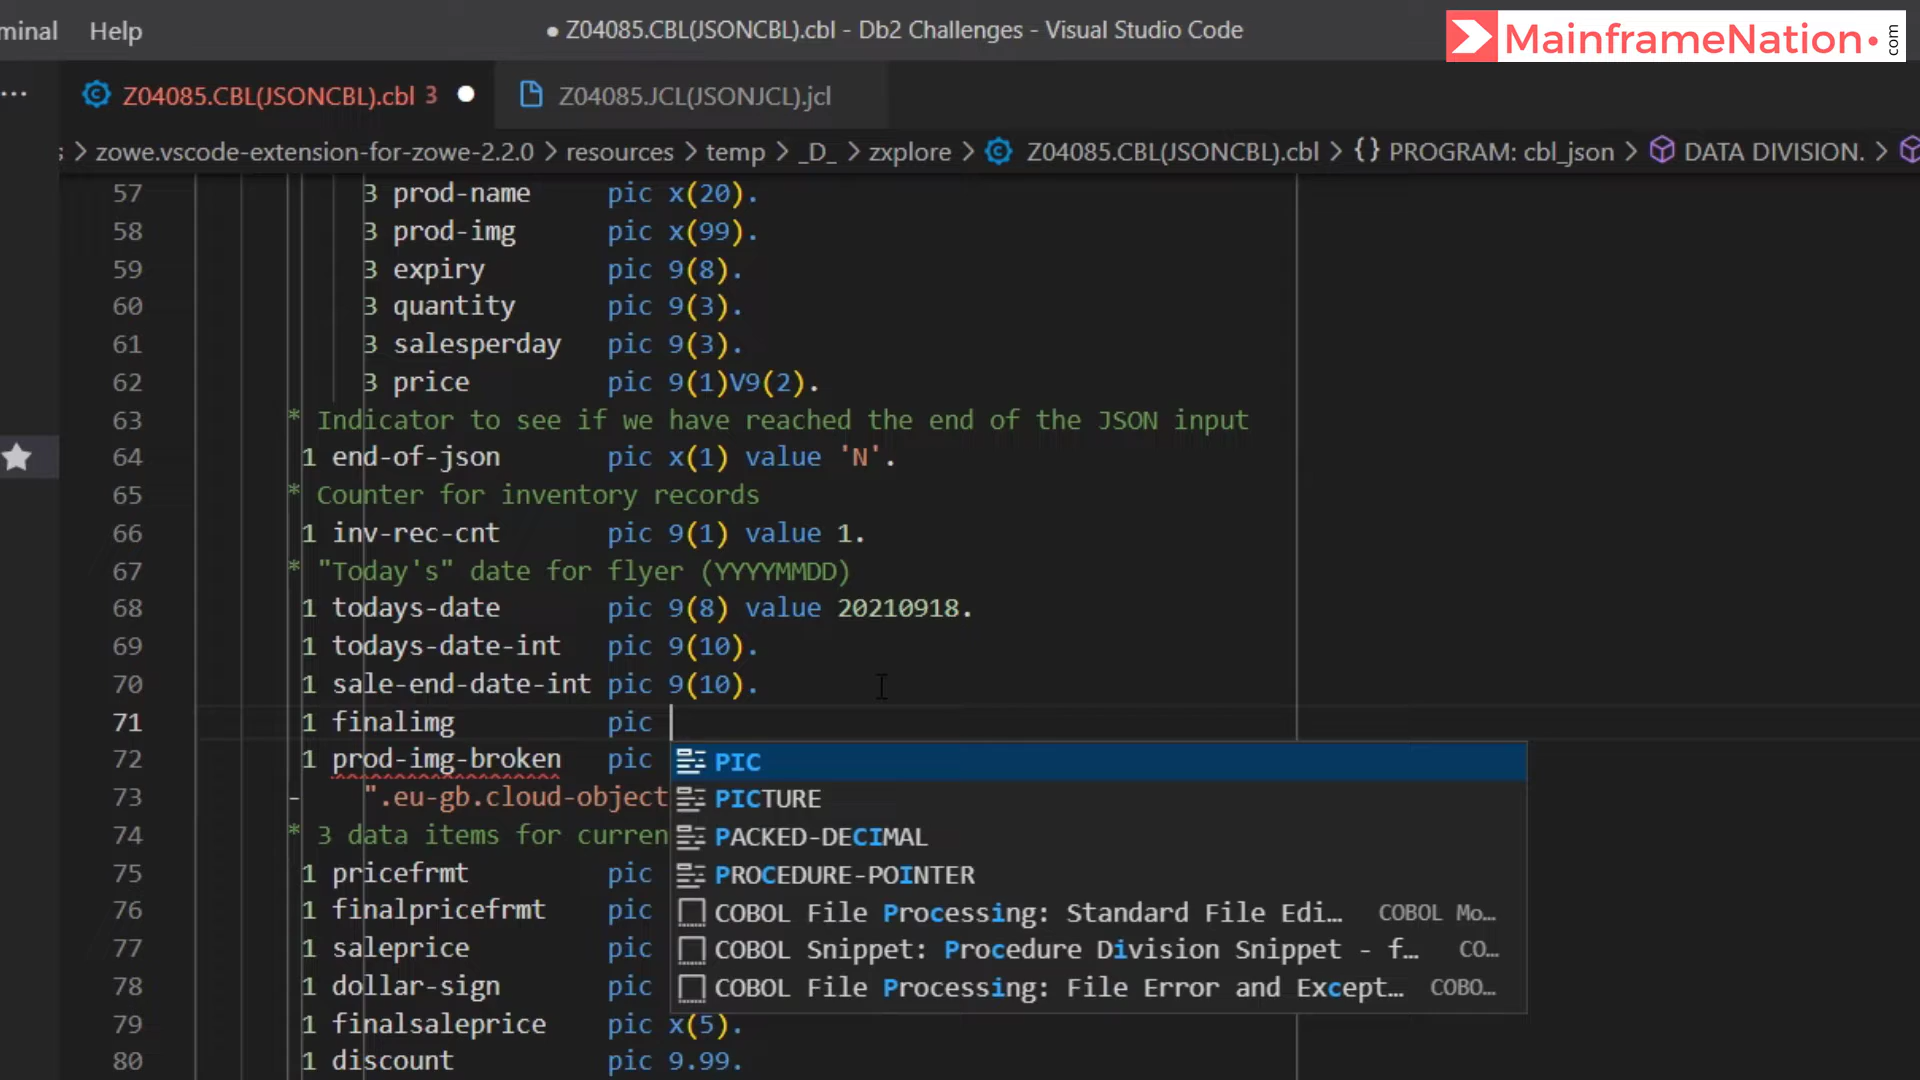 minal Help
● Z04085.CBL(JSONCBL).cbl - Db2 Challenges - Visual Studio Code
MainframeNation.com
... Z04085.CBL(JSONCBL).cbl 3 ●
Z04085.JCL(JSONJCL).jcl
s > zowe.vscode-extension-for-zowe-2.2.0 > resources > temp > _D_ > zxplore > Z04085.CBL(JSONCBL).cbl > {} PROGRAM: cbl_json > DATA DIVISION. >
57 3 prod-name pic x(20).
58 3 prod-img pic x(99).
59 3 expiry pic 9(8).
60 3 quantity pic 9(3).
61 3 salesperday pic 9(3).
62 3 price pic 9(1)V9(2).
63 * Indicator to see if we have reached the end of the JSON input
64 1 end-of-json pic x(1) value 'N'.
65 * Counter for inventory records
66 1 inv-rec-cnt pic 9(1) value 1.
67 * "Today's" date for flyer (YYYYMMDD)
68 1 todays-date pic 9(8) value 20210918.
69 1 todays-date-int pic 9(10).
70 1 sale-end-date-int pic 9(10).
71 1 finalimg pic
72 1 prod-img-broken pic
73 - ".eu-gb.cloud-object
74 * 3 data items for curren
75 1 pricefrmt pic
76 1 finalpricefrmt pic
77 1 saleprice pic
78 1 dollar-sign pic
79 1 finalsaleprice pic x(5).
80 1 discount pic 9.99.
PIC
PICTURE
PACKED-DECIMAL
PROCEDURE-POINTER
COBOL File Processing: Standard File Edi… COBOL Mo…
COBOL Snippet: Procedure Division Snippet - f… CO…
COBOL File Processing: File Error and Except… COBO…